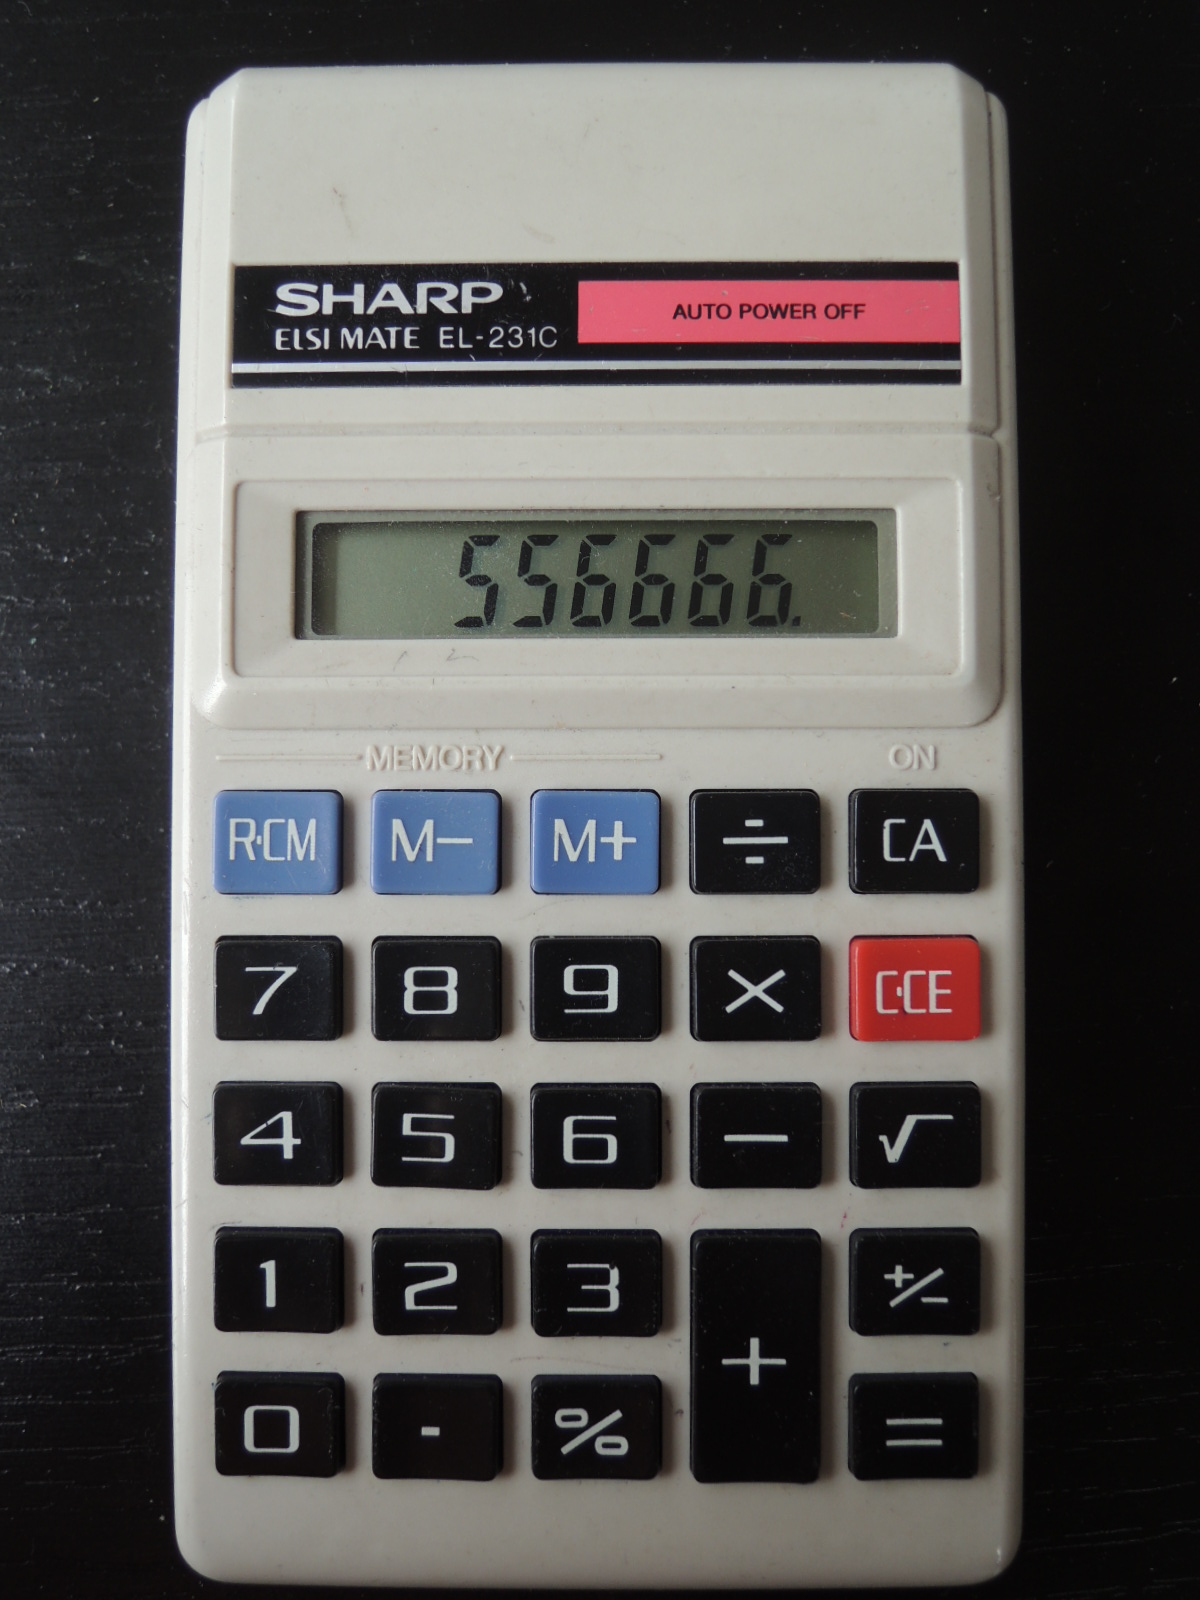 SHARP
ELSI MATE EL-231C
AUTO POWER OFF
556666.
MEMORY
ON
R·CM M− M+ ÷ CA
7 8 9 × C·CE
4 5 6 − √
1 2 3 + +/−
0 · % =